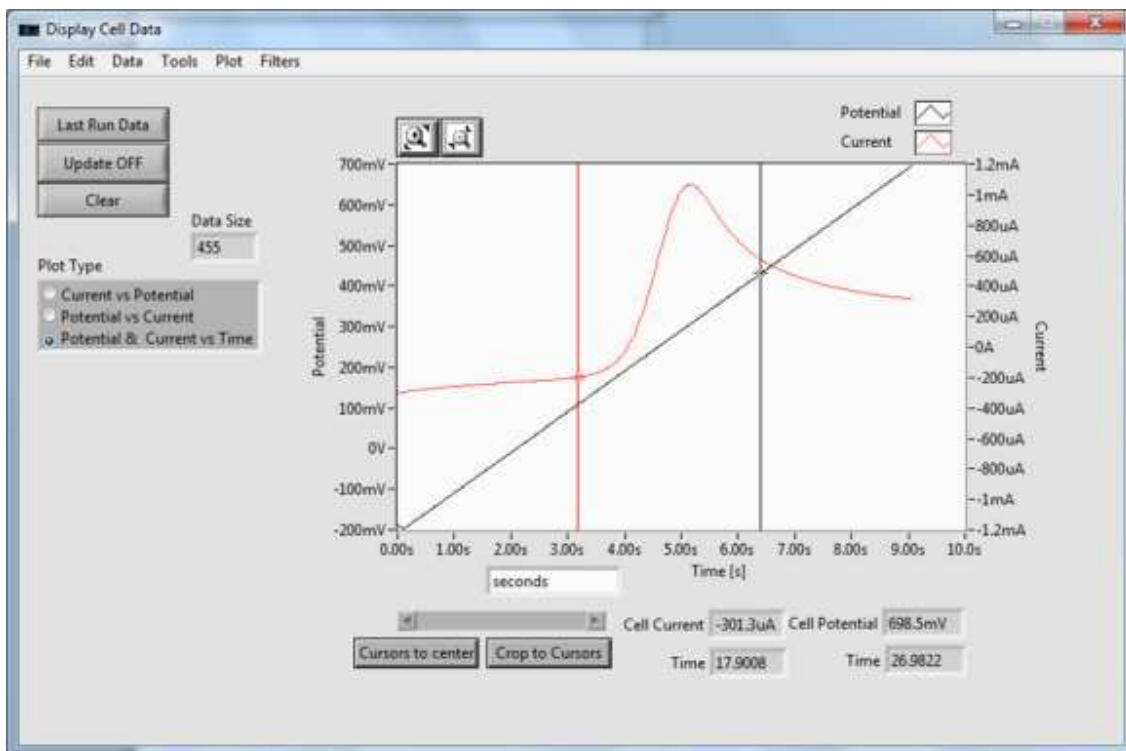 Display Cell Data
File Edit Data Tools Plot Filters
Last Run Data
Update OFF
Clear
Data Size
455
Plot Type
Current vs Potential
Potential vs Current
Potential & Current vs Time
Potential
Current
700mV
600mV
500mV
400mV
300mV
200mV
100mV
0V
-100mV
-200mV
Potential
1.2mA
1mA
800uA
600uA
400uA
200uA
0A
-200uA
-400uA
-600uA
-800uA
-1mA
-1.2mA
Current
0.00s 1.00s 2.00s 3.00s 4.00s 5.00s 6.00s 7.00s 8.00s 9.00s 10.0s
Time [s]
seconds
Cursors to center Crop to Cursors
Cell Current -301.3uA Cell Potential 698.5mV
Time 17.9008 Time 26.9822